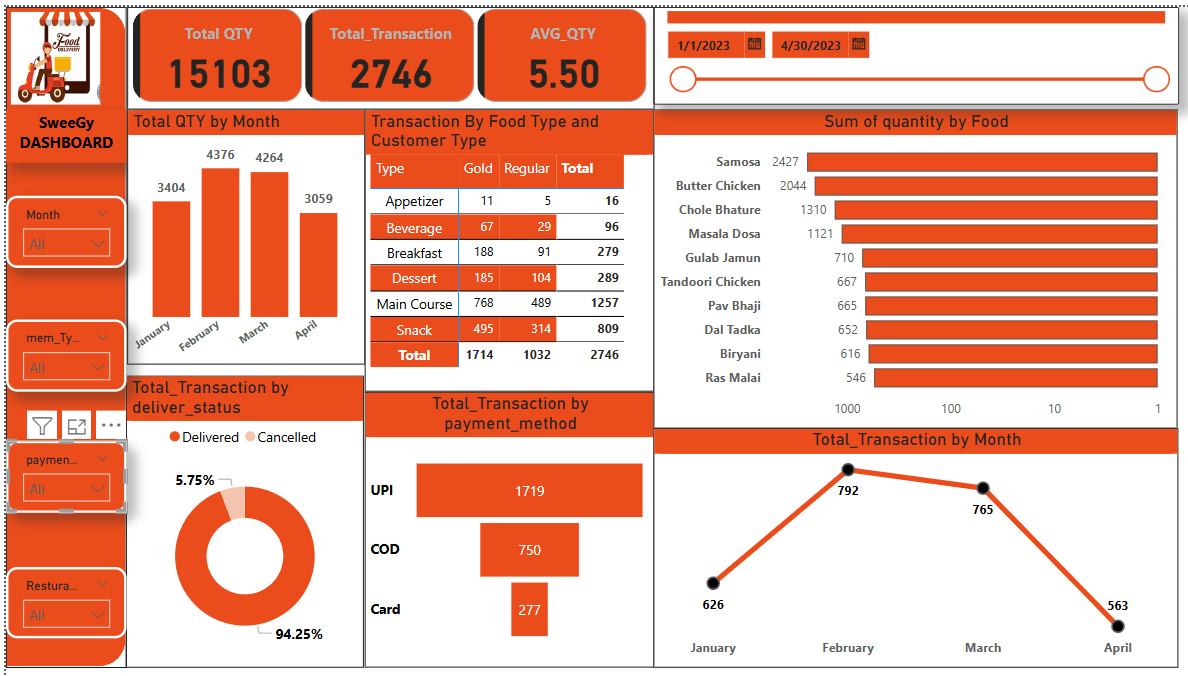 Food
DELIVERY
SweeGy
DASHBOARD
Month
All
mem_Ty...
All
paymen...
All
Restura...
All
Total QTY
15103
Total_Transaction
2746
AVG_QTY
5.50
1/1/2023 4/30/2023
Total QTY by Month
3404
4376
4264
3059
January
February
March
April
Transaction By Food Type and
Customer Type
Type Gold Regular Total
Appetizer 11 5 16
Beverage 67 29 96
Breakfast 188 91 279
Dessert 185 104 289
Main Course 768 489 1257
Snack 495 314 809
Total 1714 1032 2746
Sum of quantity by Food
Samosa 2427
Butter Chicken 2044
Chole Bhature 1310
Masala Dosa 1121
Gulab Jamun 710
Tandoori Chicken 667
Pav Bhaji 665
Dal Tadka 652
Biryani 616
Ras Malai 546
1000 100 10 1
Total_Transaction by
deliver_status
Delivered Cancelled
5.75%
94.25%
Total_Transaction by
payment_method
UPI 1719
COD 750
Card 277
Total_Transaction by Month
626
792
765
563
January February March April